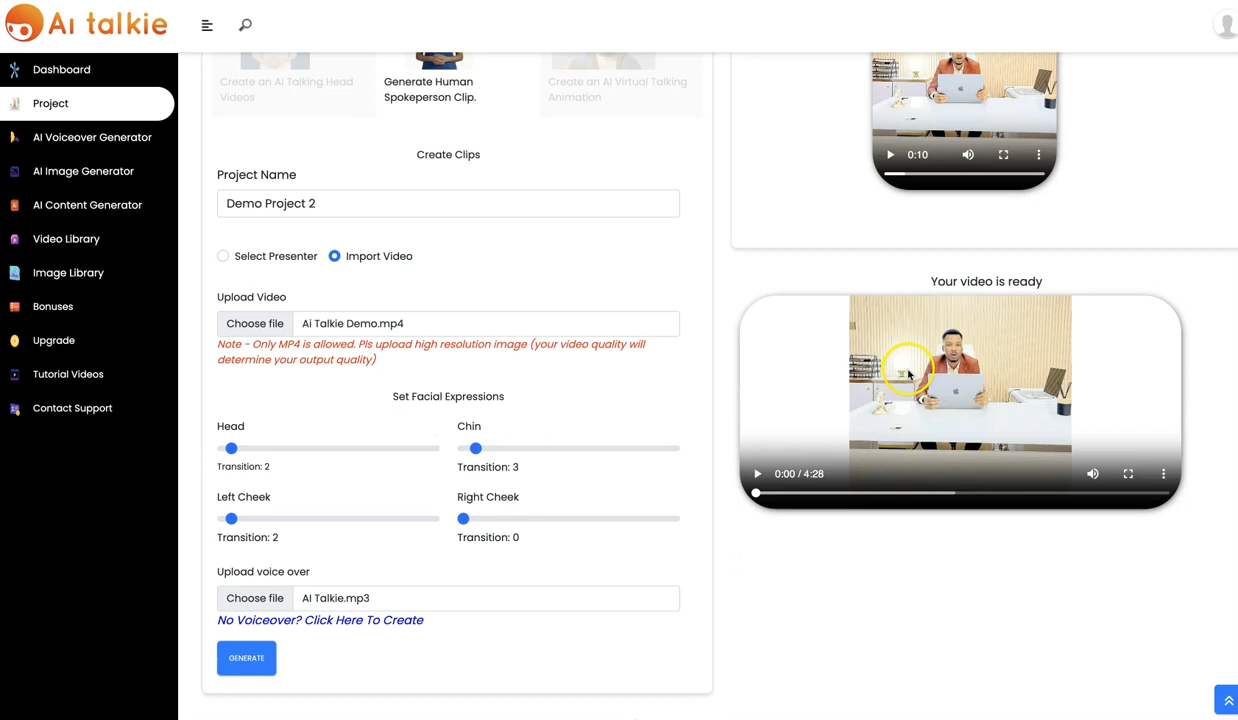 Ai talkie
Dashboard
Project
AI Voiceover Generator
AI Image Generator
AI Content Generator
Video Library
Image Library
Bonuses
Upgrade
Tutorial Videos
Contact Support
Create an AI Talking Head
Videos
Generate Human
Spokeperson Clip.
Create an AI Virtual Talking
Animation
Create Clips
Project Name
Demo Project 2
Select Presenter
Import Video
Upload Video
Choose file
Ai Talkie Demo.mp4
Note - Only MP4 is allowed. Pls upload high resolution image (your video quality will
determine your output quality)
Set Facial Expressions
Head
Chin
Transition: 2
Transition: 3
Left Cheek
Right Cheek
Transition: 2
Transition: 0
Upload voice over
Choose file
AI Talkie.mp3
No Voiceover? Click Here To Create
GENERATE
0:10
Your video is ready
0:00 / 4:28